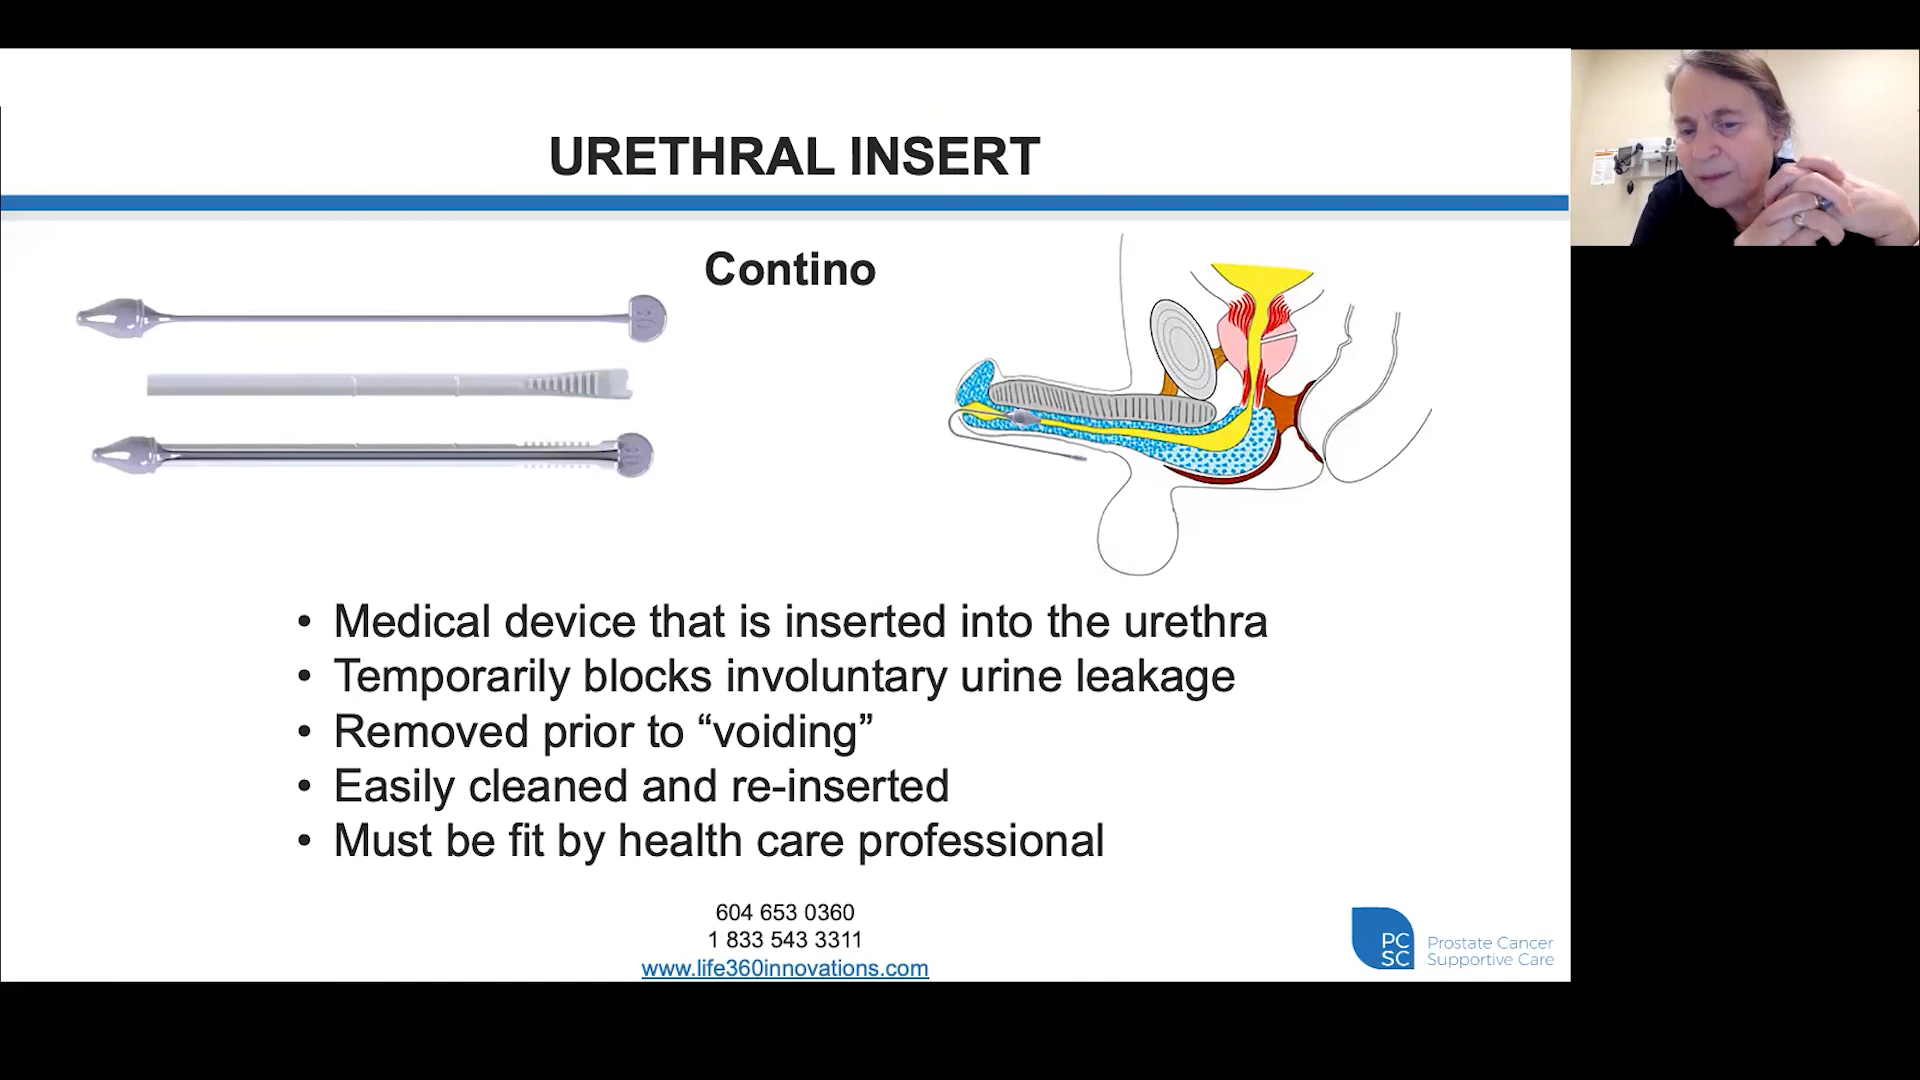 URETHRAL INSERT
Contino
• Medical device that is inserted into the urethra
• Temporarily blocks involuntary urine leakage
• Removed prior to “voiding”
• Easily cleaned and re-inserted
• Must be fit by health care professional
604 653 0360
1 833 543 3311
www.life360innovations.com
PC
SC
Prostate Cancer
Supportive Care